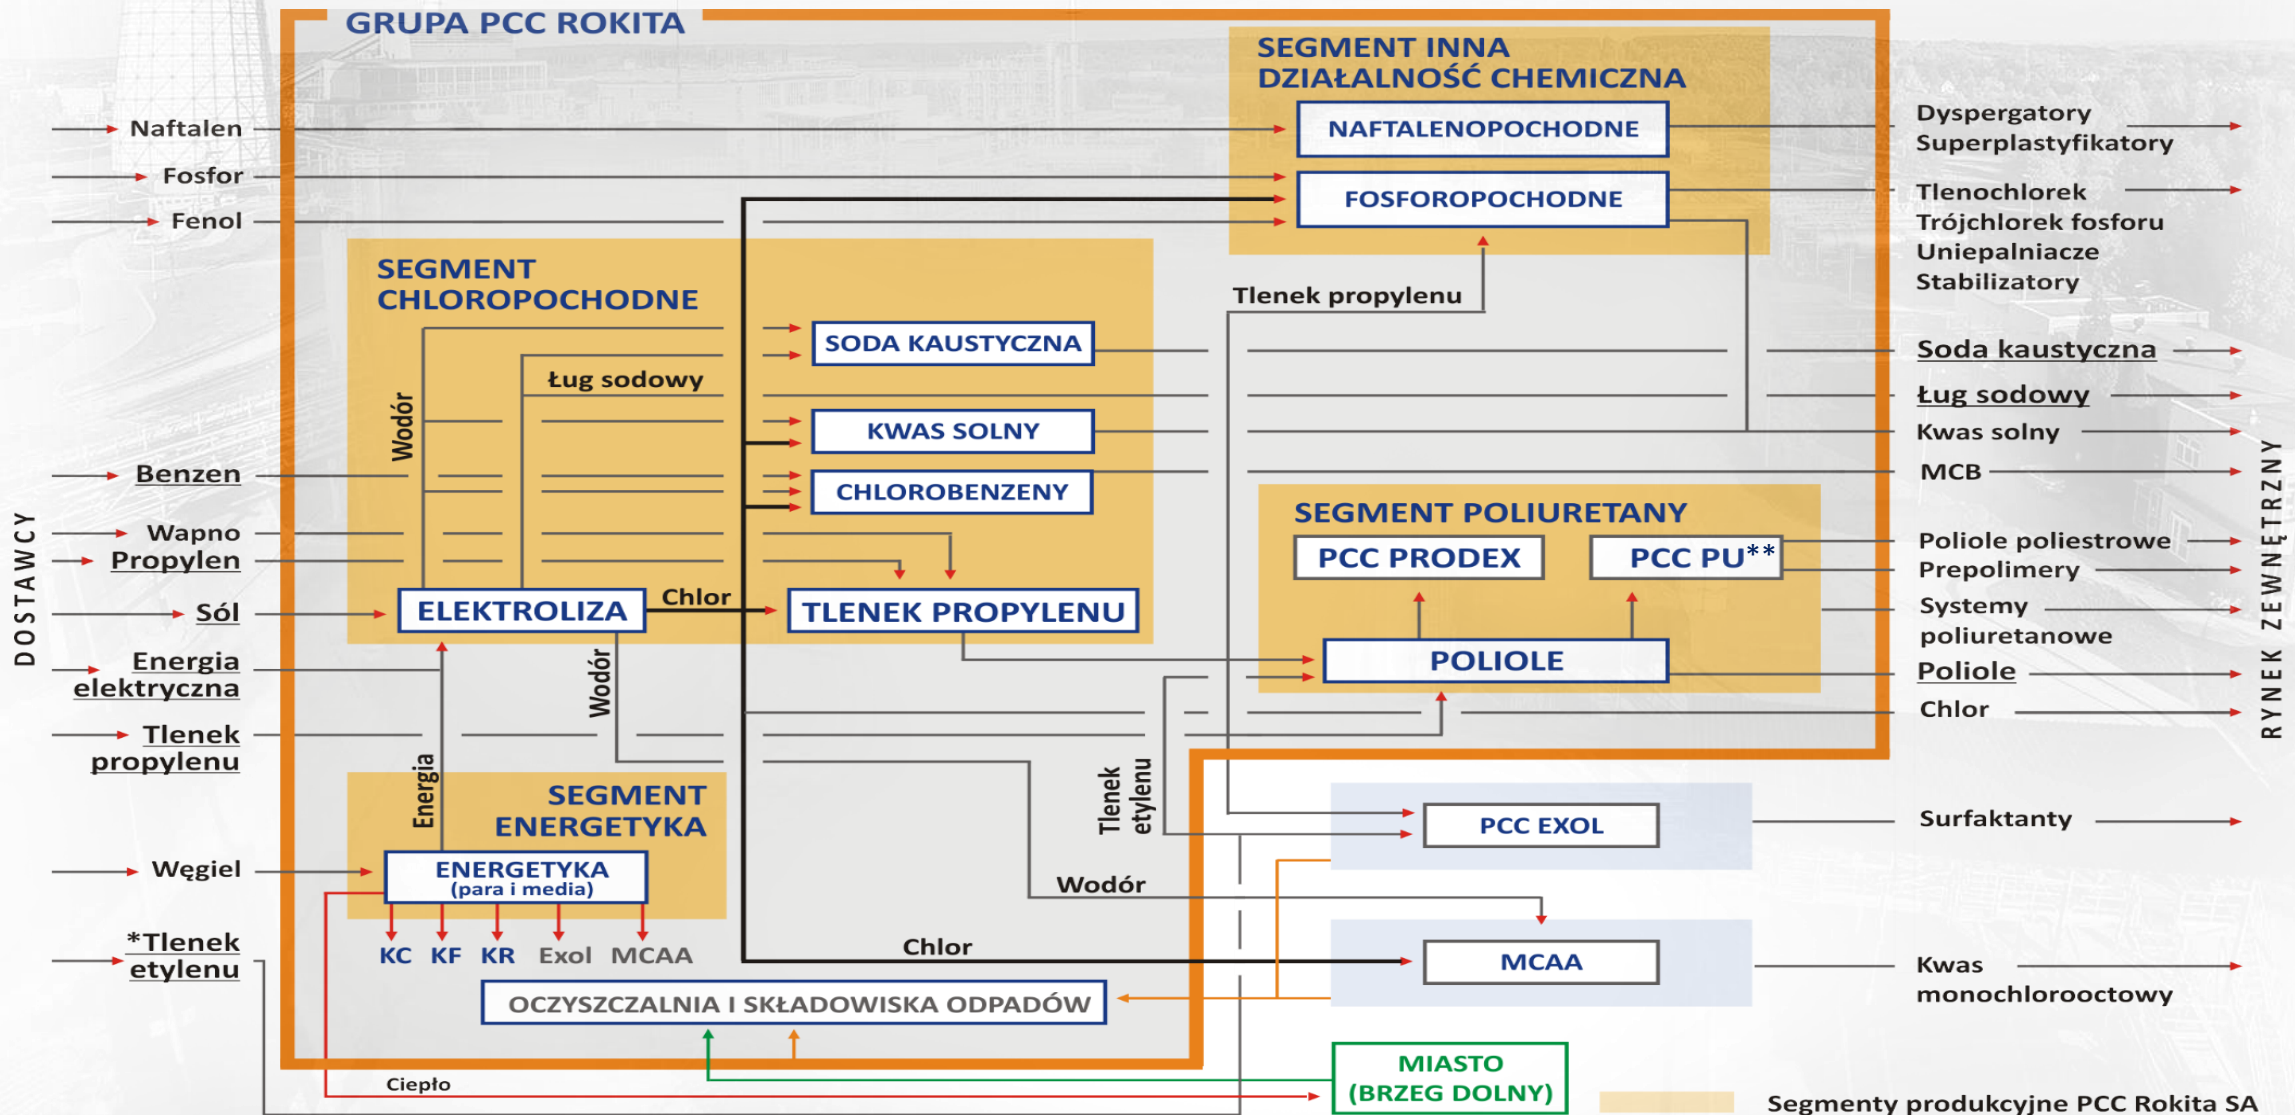 GRUPA PCC ROKITA
SEGMENT INNA
DZIAŁALNOŚĆ CHEMICZNA
NAFTALENOPOCHODNE
FOSFOROPOCHODNE
Naftalen
Fosfor
Fenol
Dyspergatory
Superplastyfikatory
Tlenochlorek
Trójchlorek fosforu
Uniepalniacze
Stabilizatory
SEGMENT
CHLOROPOCHODNE
Tlenek propylenu
SODA KAUSTYCZNA
Ług sodowy
Wodór
KWAS SOLNY
CHLOROBENZENY
Soda kaustyczna
Ług sodowy
Kwas solny
MCB
DOSTAWCY
Benzen
Wapno
Propylen
Sól
Energia
elektryczna
Tlenek
propylenu
ELEKTROLIZA
Chlor
TLENEK PROPYLENU
Wodór
SEGMENT POLIURETANY
PCC PRODEX
PCC PU**
POLIOLE
Poliole poliestrowe
Prepolimery
Systemy
poliuretanowe
Poliole
Chlor
RYNEK ZEWNĘTRZNY
Energia
SEGMENT
ENERGETYKA
ENERGETYKA
(para i media)
Węgiel
*Tlenek
etylenu
KC KF KR Exol MCAA
Tlenek
etylenu
PCC EXOL
Surfaktanty
Wodór
Chlor
MCAA
Kwas
monochlorooctowy
OCZYSZCZALNIA I SKŁADOWISKA ODPADÓW
Ciepło
MIASTO
(BRZEG DOLNY)
Segmenty produkcyjne PCC Rokita SA